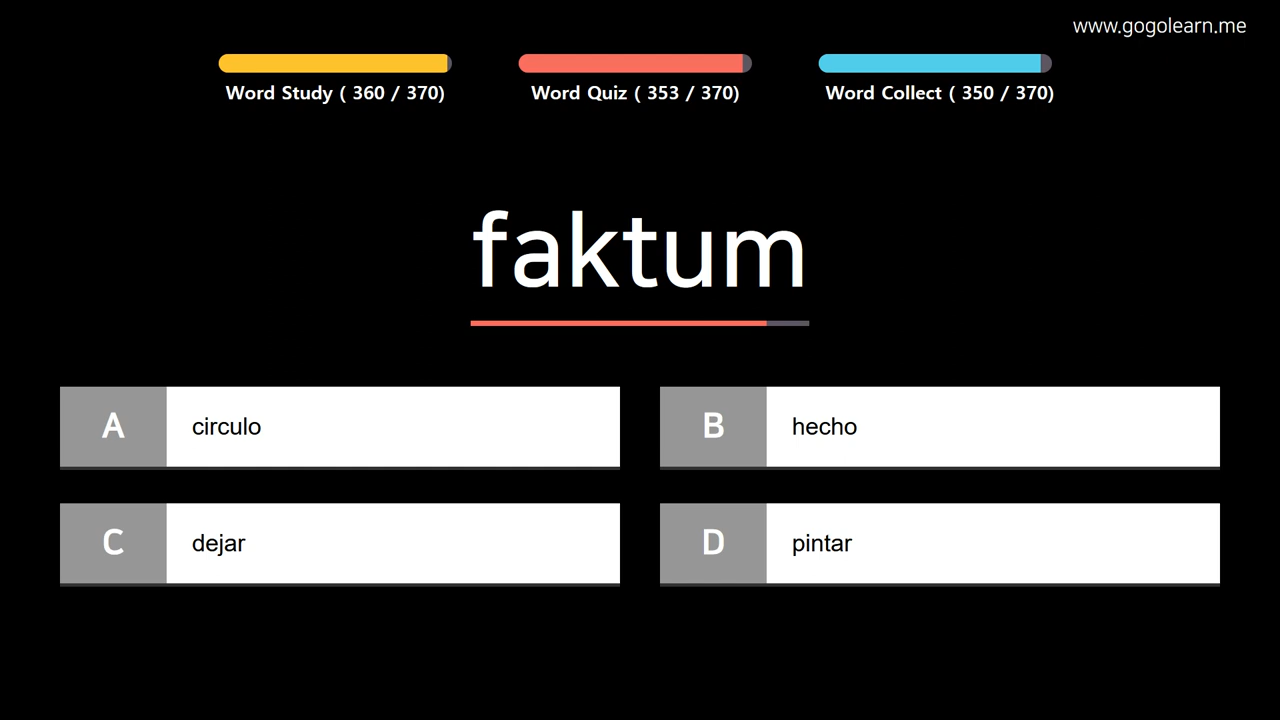 www.gogolearn.me
Word Study ( 360 / 370)
Word Quiz ( 353 / 370)
Word Collect ( 350 / 370)
faktum
A
circulo
B
hecho
C
dejar
D
pintar